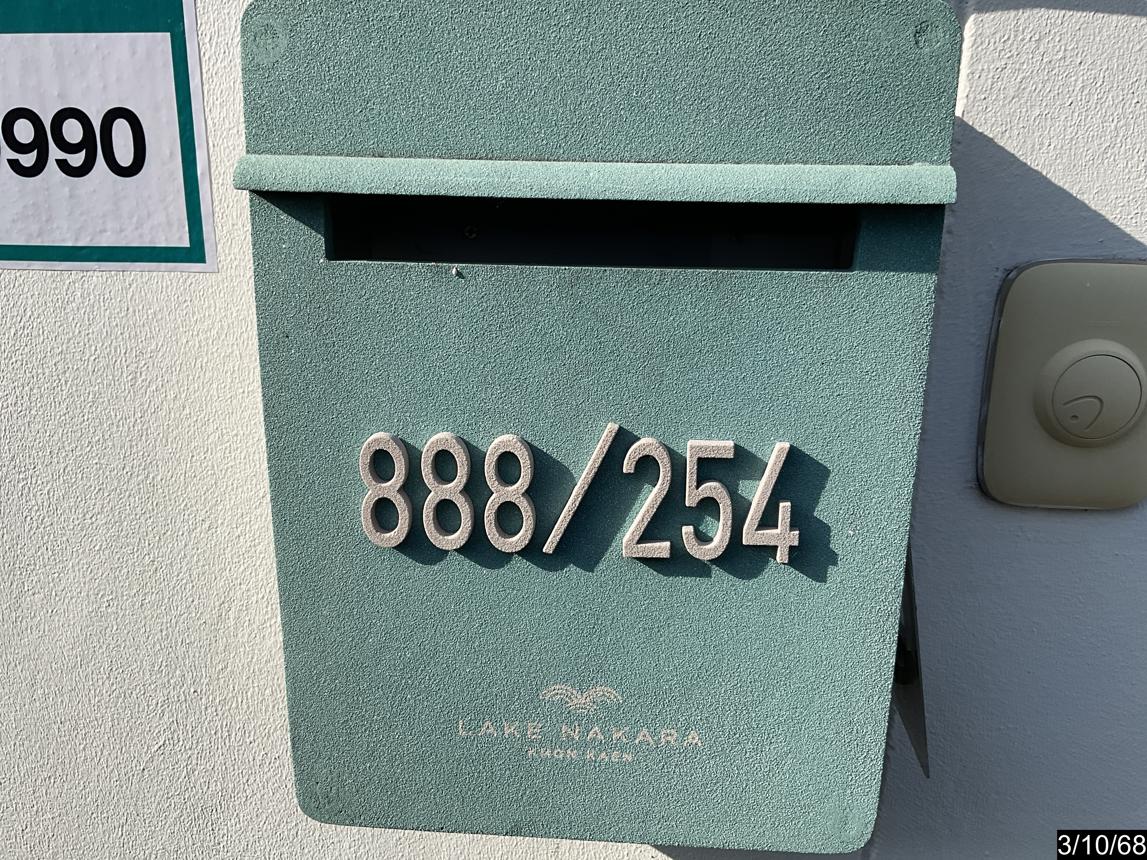 990
888/254
LAKE NAKARA
KHON KAEN
3/10/68